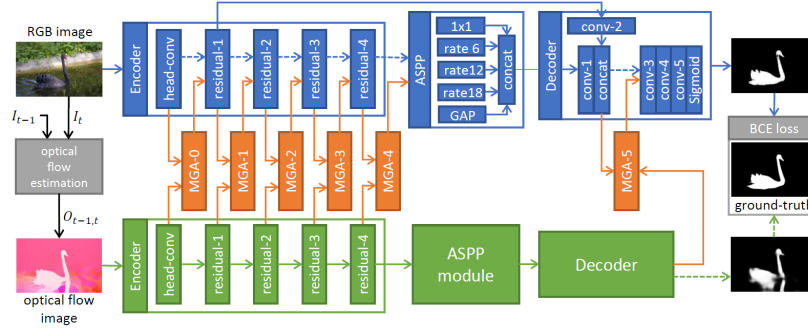 RGB image
I_{t-1}
I_t
optical
flow
estimation
O_{t-1,t}
optical flow
image
Encoder
head-conv
residual-1
residual-2
residual-3
residual-4
ASPP
1x1
rate 6
rate12
rate18
GAP
concat
Decoder
conv-2
conv-1
concat
conv-3
conv-4
conv-5
Sigmoid
MGA-0
MGA-1
MGA-2
MGA-3
MGA-4
MGA-5
BCE loss
ground-truth
Encoder
head-conv
residual-1
residual-2
residual-3
residual-4
ASPP
module
Decoder